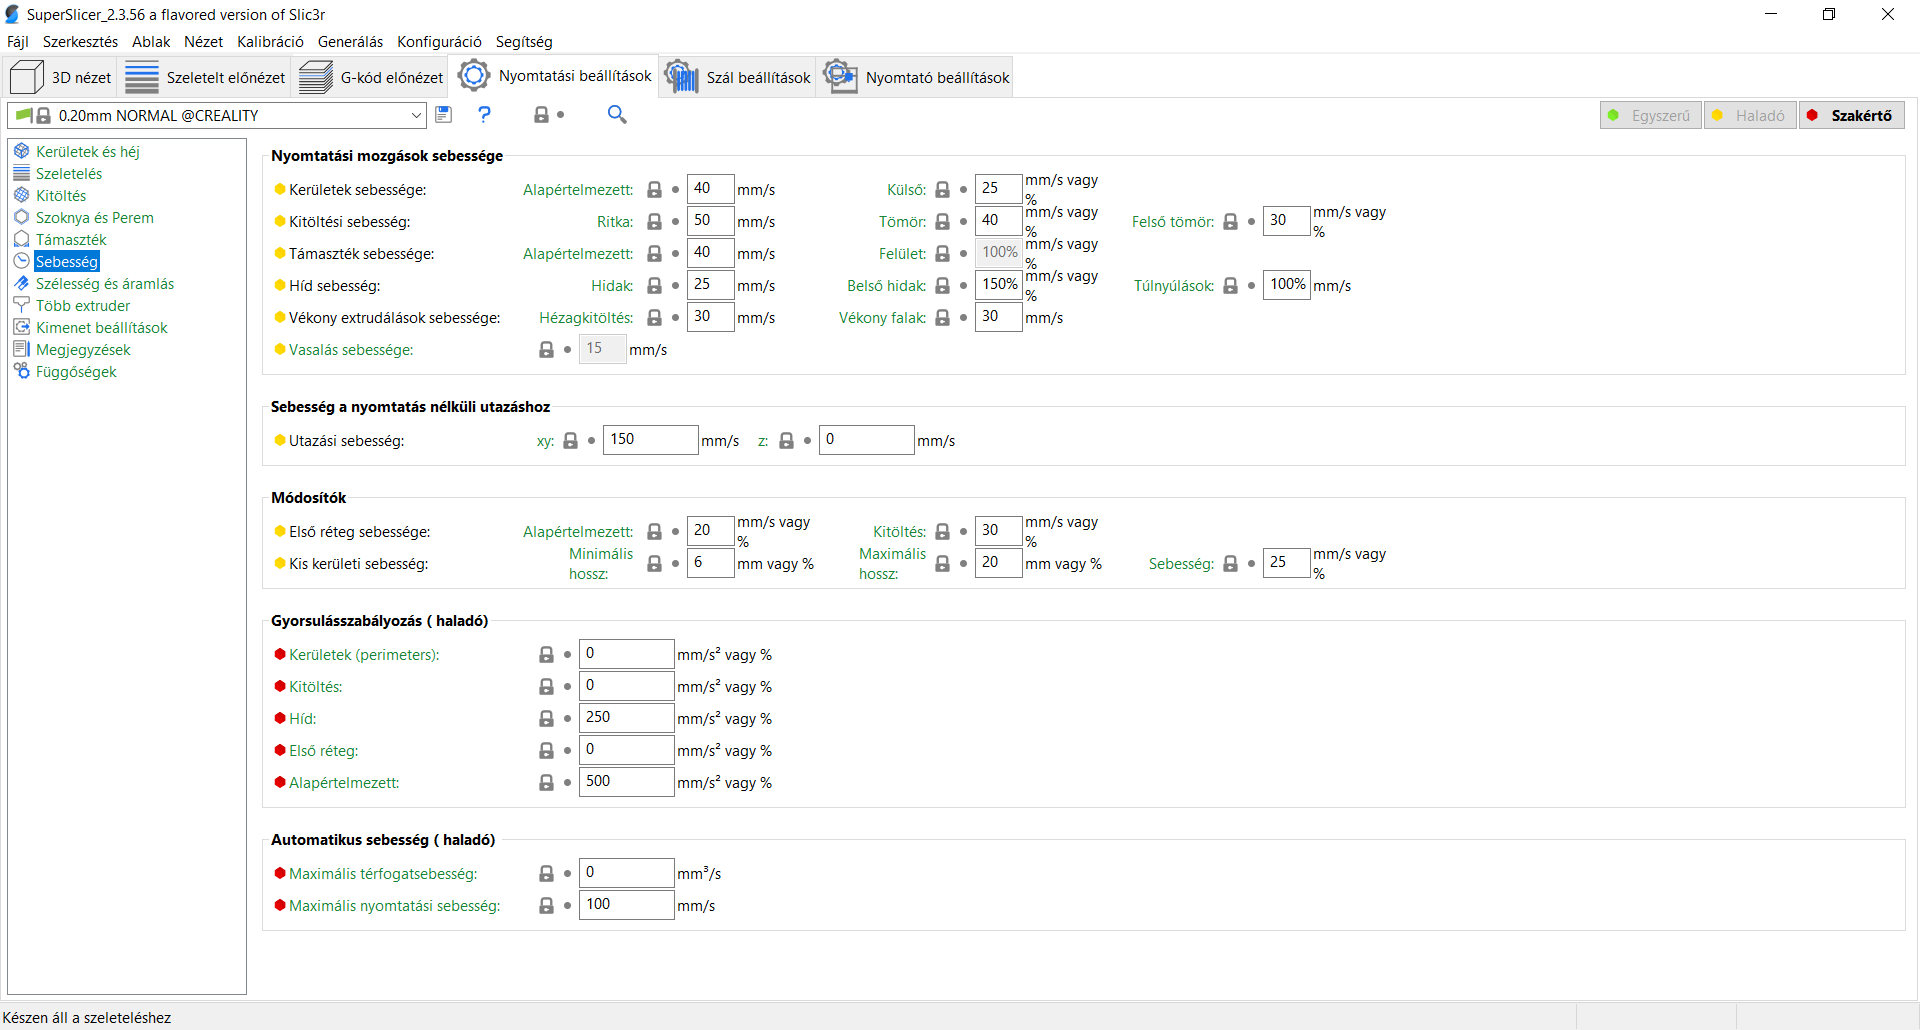 SuperSlicer_2.3.56 a flavored version of Slic3r
Fájl Szerkesztés Ablak Nézet Kalibráció Generálás Konfiguráció Segítség
3D nézet Szeletelt előnézet G-kód előnézet Nyomtatási beállítások Szál beállítások Nyomtató beállítások
0.20mm NORMAL @CREALITY ? Egyszerű Haladó Szakértő
Kerületek és héj
Szeletelés
Kitöltés
Szoknya és Perem
Támaszték
Sebesség
Szélesség és áramlás
Több extruder
Kimenet beállítások
Megjegyzések
Függőségek
Nyomtatási mozgások sebessége
Kerületek sebessége: Alapértelmezett: 40 mm/s Külső: 25 mm/s vagy %
Kitöltési sebesség: Ritka: 50 mm/s Tömör: 40 mm/s vagy % Felső tömör: 30 mm/s vagy %
Támaszték sebessége: Alapértelmezett: 40 mm/s Felület: 100% mm/s vagy %
Híd sebesség: Hidak: 25 mm/s Belső hidak: 150% mm/s vagy % Túlnyúlások: 100% mm/s
Vékony extrudálások sebessége: Hézagkitöltés: 30 mm/s Vékony falak: 30 mm/s
Vasalás sebessége: 15 mm/s
Sebesség a nyomtatás nélküli utazáshoz
Utazási sebesség: xy: 150 mm/s z: 0 mm/s
Módosítók
Első réteg sebessége: Alapértelmezett: 20 mm/s vagy % Kitöltés: 30 mm/s vagy %
Kis kerületi sebesség: Minimális hossz: 6 mm vagy % Maximális hossz: 20 mm vagy % Sebesség: 25 mm/s vagy %
Gyorsulásszabályozás ( haladó)
Kerületek (perimeters): 0 mm/s² vagy %
Kitöltés: 0 mm/s² vagy %
Híd: 250 mm/s² vagy %
Első réteg: 0 mm/s² vagy %
Alapértelmezett: 500 mm/s² vagy %
Automatikus sebesség ( haladó)
Maximális térfogatsebesség: 0 mm³/s
Maximális nyomtatási sebesség: 100 mm/s
Készen áll a szeleteléshez